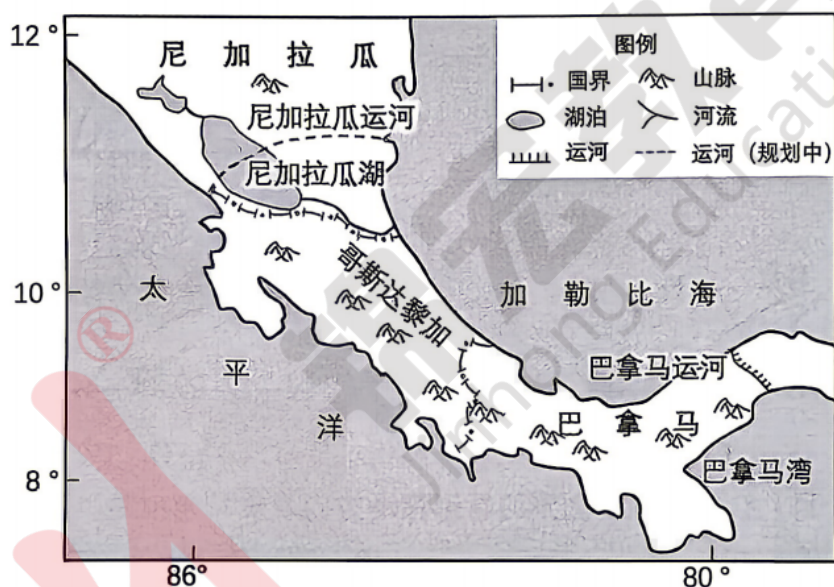 12°
尼加拉瓜
尼加拉瓜运河
尼加拉瓜湖
图例
国界
山脉
湖泊
河流
运河
运河（规划中）
10°
太平洋
哥斯达黎加
加勒比海
巴拿马运河
巴拿马
巴拿马湾
8°
86°
80°
®
Jinhong Educati